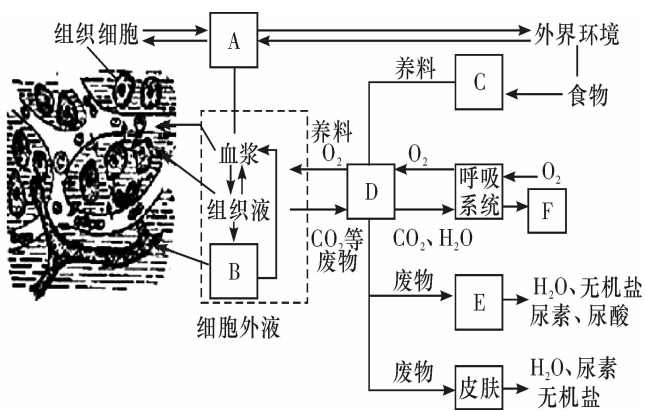 组织细胞
A
外界环境
养料
C
食物
血浆
养料
O₂
O₂
D
呼吸
系统
O₂
F
组织液
CO₂等
废物
CO₂、H₂O
B
细胞外液
废物
E
H₂O、无机盐
尿素、尿酸
废物
皮肤
H₂O、尿素
无机盐